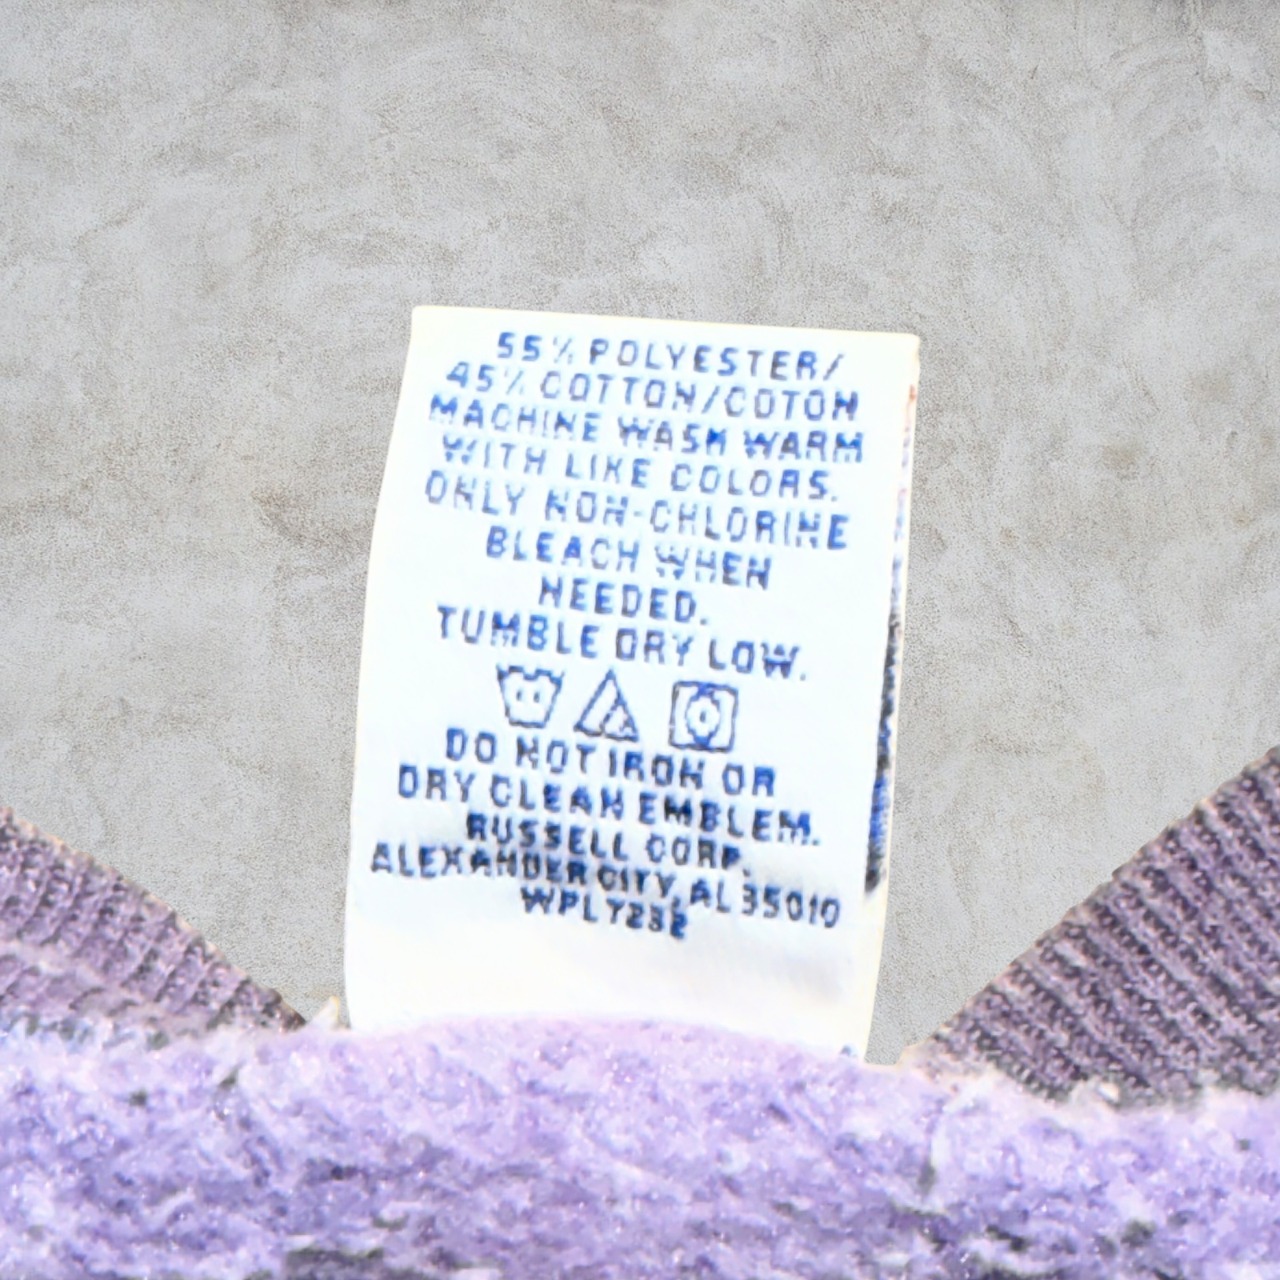 55% POLYESTER/
45% COTTON/COTON
MACHINE WASH WARM
WITH LIKE COLORS.
ONLY NON-CHLORINE
BLEACH WHEN
NEEDED.
TUMBLE DRY LOW.
DO NOT IRON OR
DRY CLEAN EMBLEM.
RUSSELL CORP.
ALEXANDER CITY, AL 35010
WPL 7232